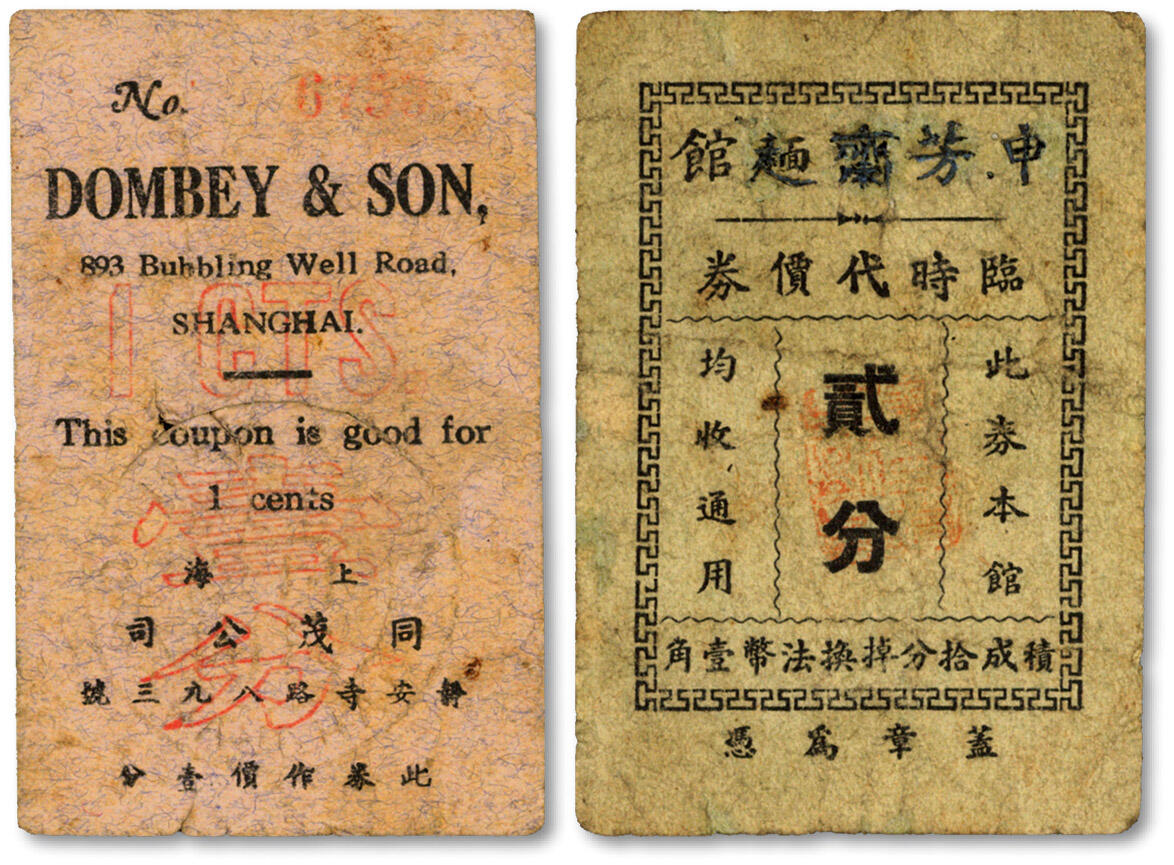 No.
DOMBEY & SON,
893 Bubbling Well Road,
1 CTS.
SHANGHAI.
This coupon is good for
1 cents
壹分
上海
同茂公司
靜安寺路八九三號
此券作價壹分
申芳齋麵館
臨時代價券
此券本館
貳分
均收通用
積成拾分掉換法幣壹角
蓋章爲憑